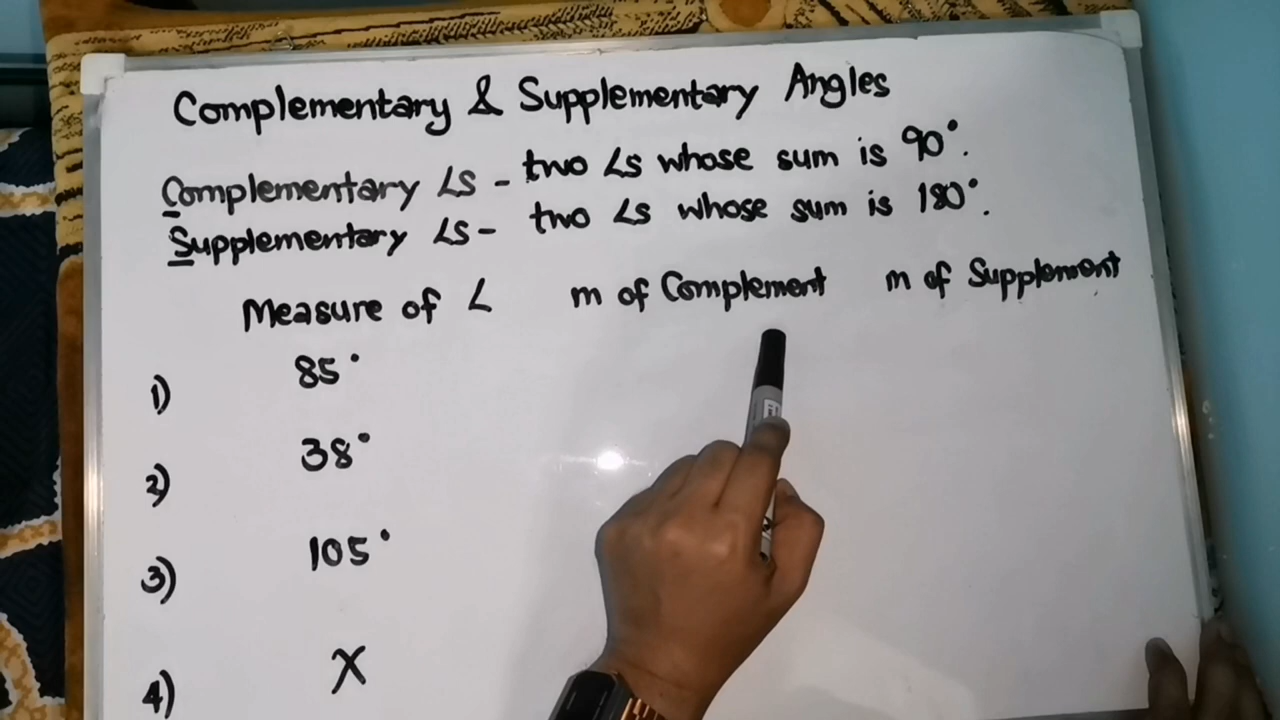 Complementary & Supplementary Angles
Complementary ∠s - two ∠s whose sum is 90°.
Supplementary ∠s - two ∠s whose sum is 180°.
Measure of ∠ m of Complement m of Supplement
1) 85°
2) 38°
3) 105°
4) X